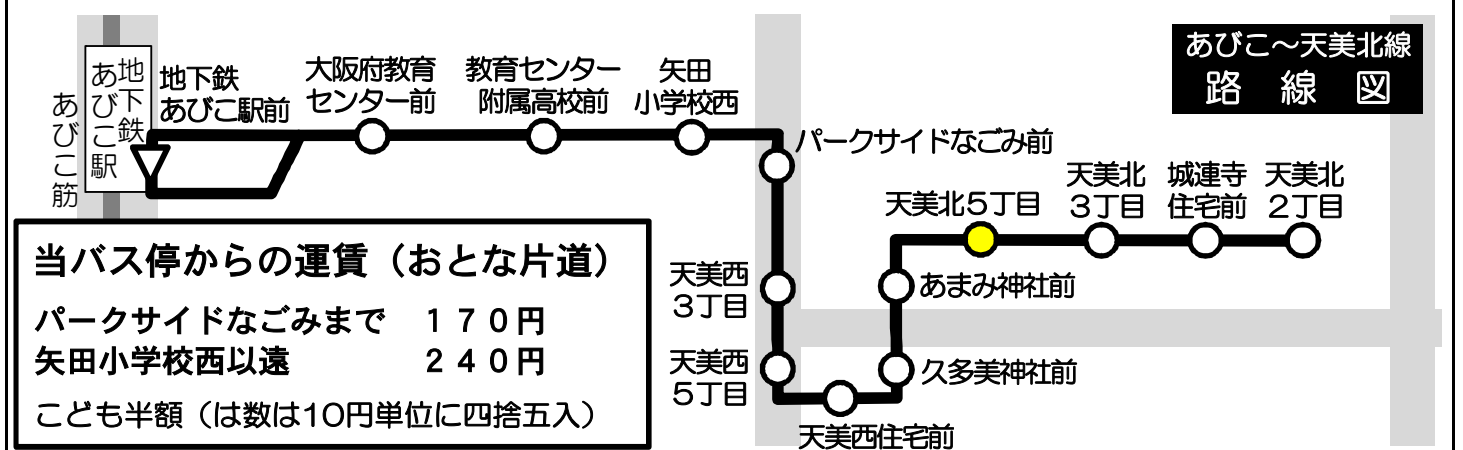 あびこ～天美北線
路線図
あびこ筋
地下鉄
あびこ駅
地下鉄
あびこ駅前
大阪府教育
センター前
教育センター
附属高校前
矢田
小学校西
パークサイドなごみ前
天美西
3丁目
天美西
5丁目
天美西住宅前
久多美神社前
あまみ神社前
天美北5丁目
天美北
3丁目
城連寺
住宅前
天美北
2丁目
当バス停からの運賃（おとな片道）
パークサイドなごみまで　１７０円
矢田小学校西以遠　２４０円
こども半額（は数は10円単位に四捨五入）